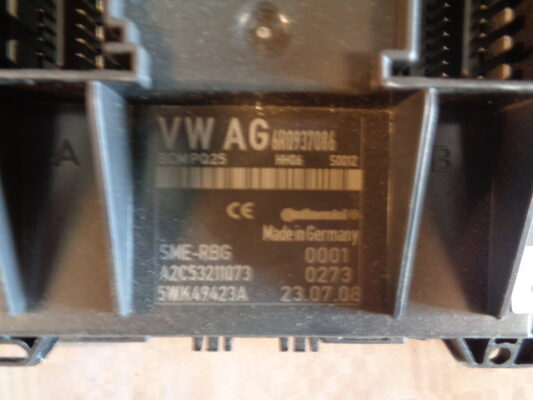 VW AG 6R0937086
BCM PQ25 HH06 S0012
A
B
CE Continental
Made in Germany
SME-RBG 0001
A2C53211073 0273
5WK49423A 23.07.08